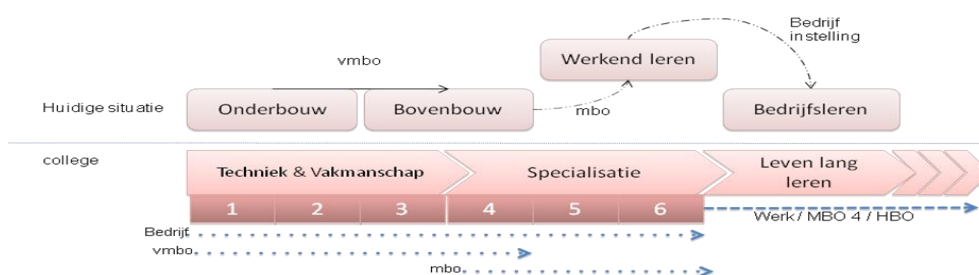 Bedrijf
instelling
vmbo
Werkend leren
Huidige situatie
Onderbouw
Bovenbouw
mbo
Bedrijfsleren
college
Techniek & Vakmanschap
Specialisatie
Leven lang
leren
1 2 3 4 5 6
Werk / MBO 4 / HBO
Bedrijf
vmbo
mbo